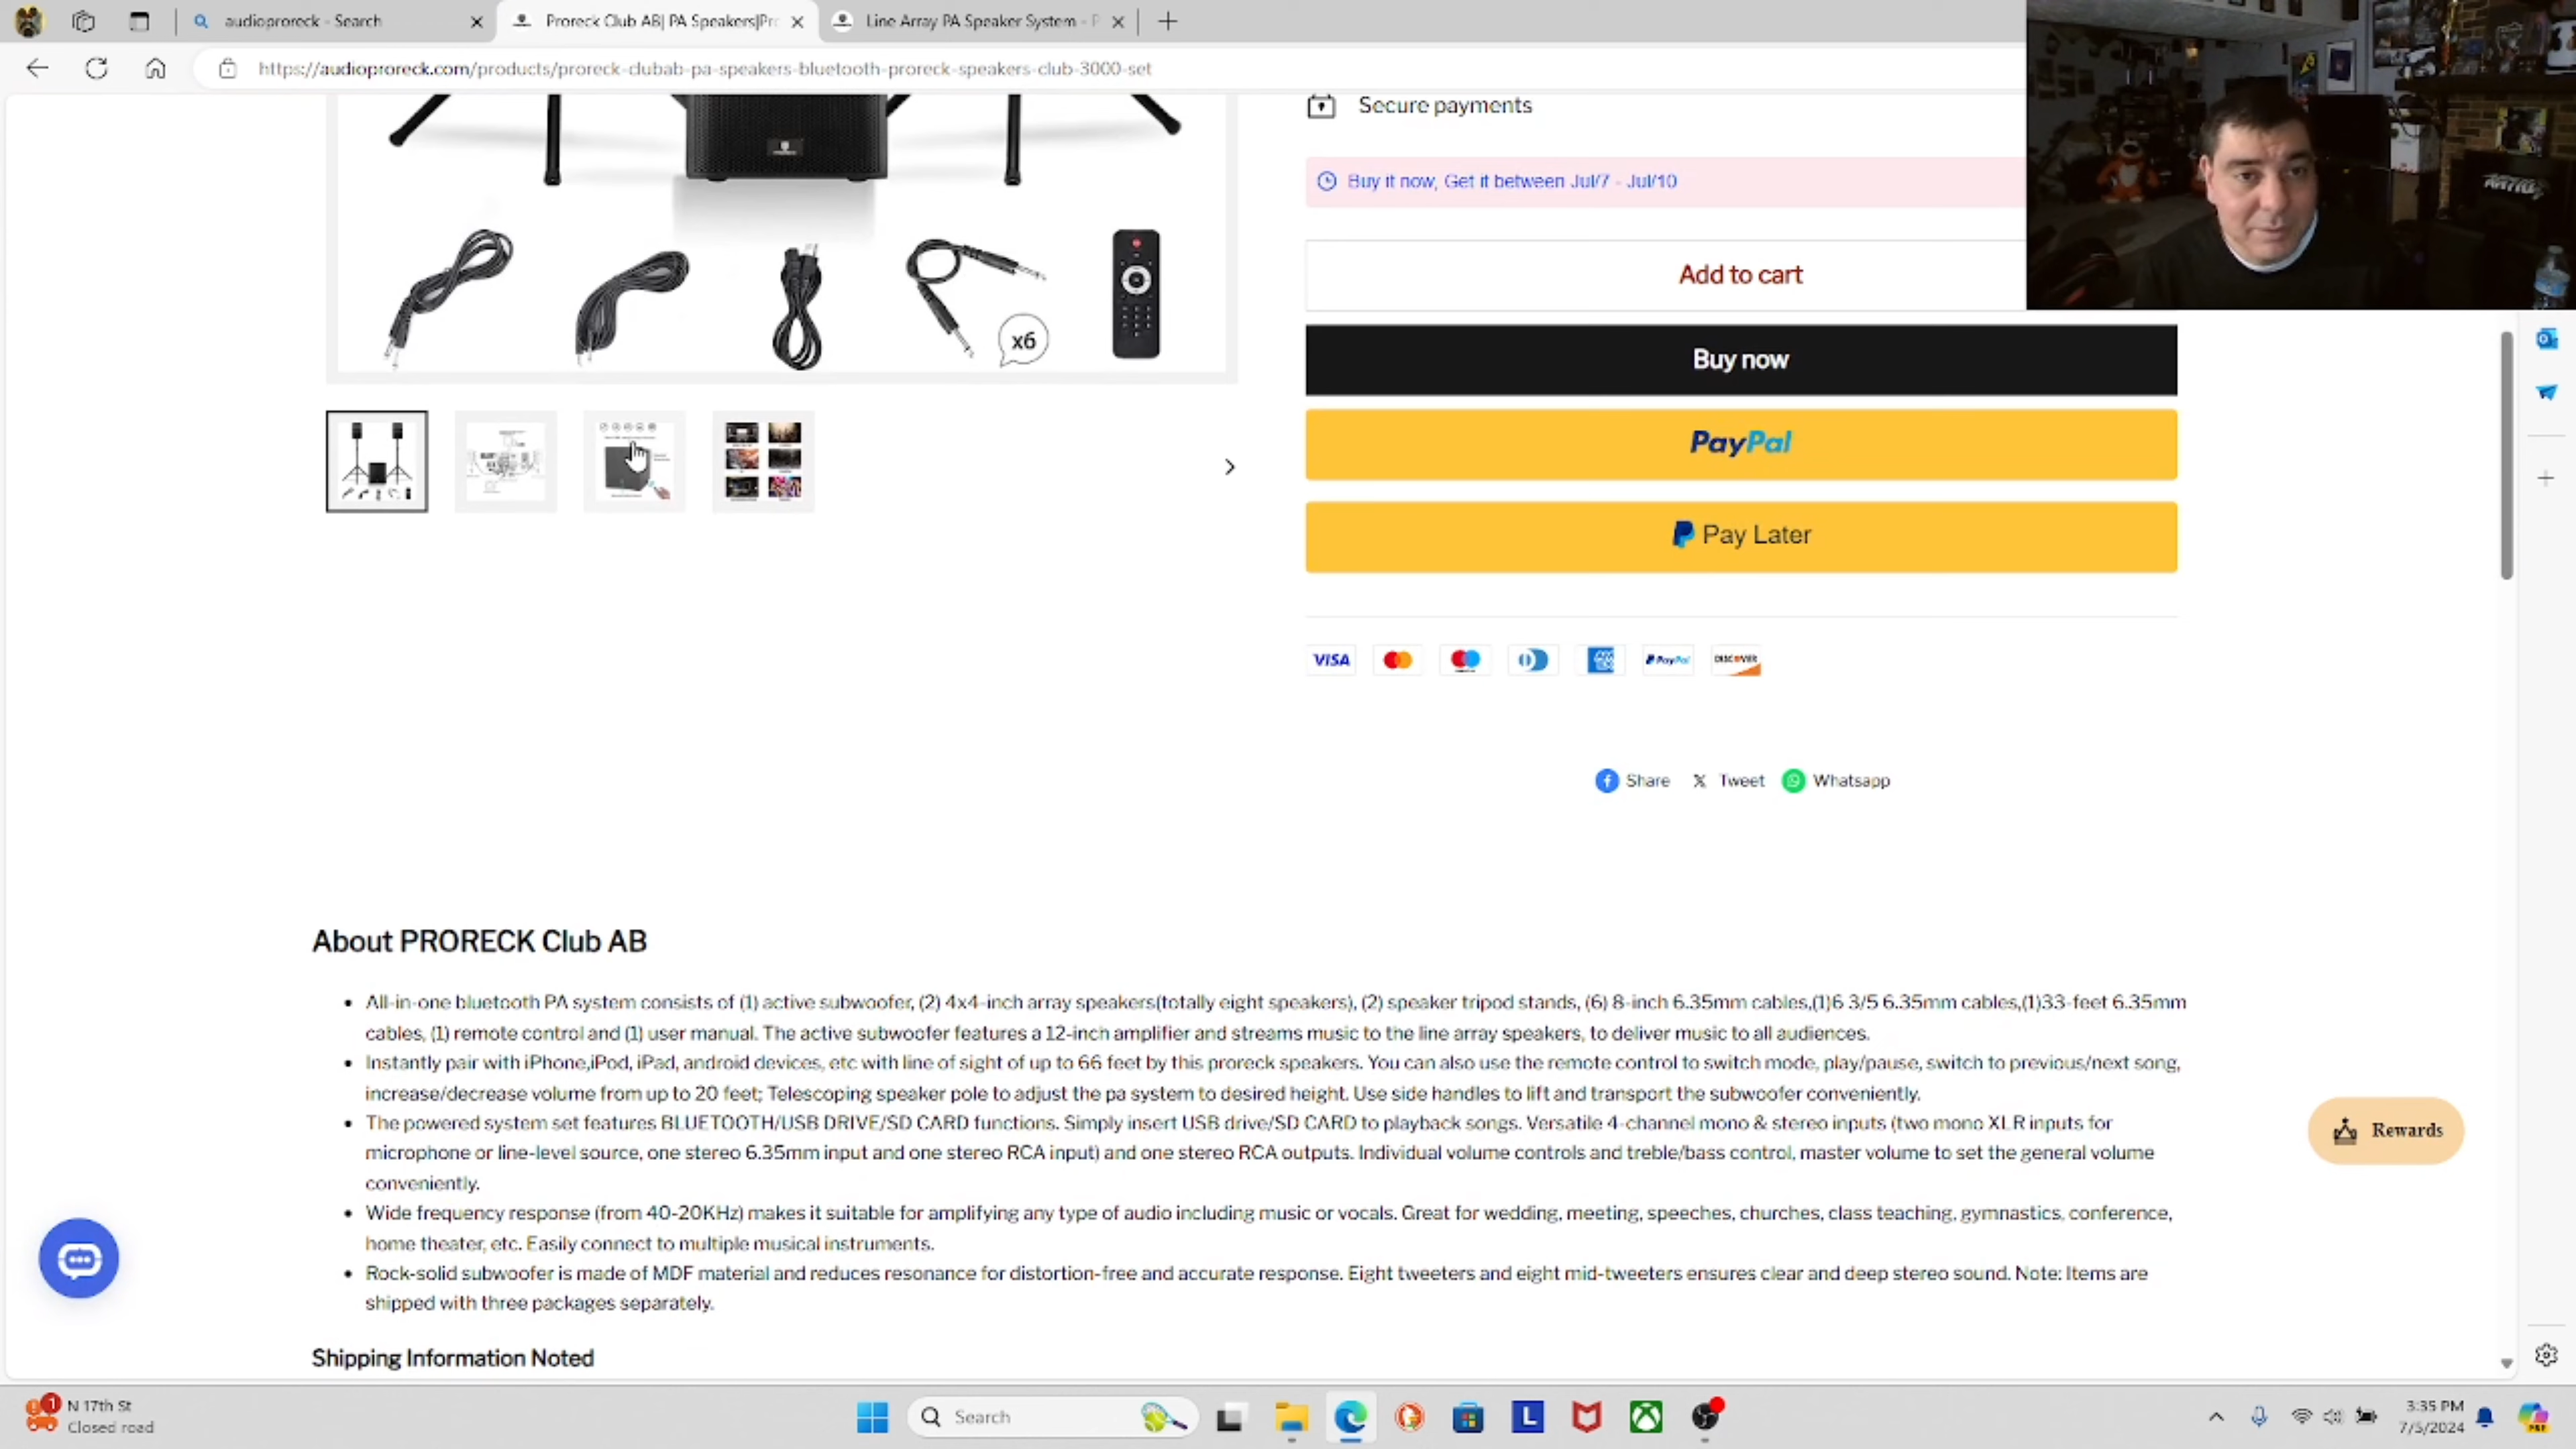 audioproreck - Search
Proreck Club AB| PA Speakers|Pr
Line Array PA Speaker System - P
https://audioproreck.com/products/proreck-clubab-pa-speakers-bluetooth-proreck-speakers-club-3000-set
Secure payments
Buy it now, Get it between Jul/7 - Jul/10
Add to cart
x6
Buy now
PayPal
Pay Later
VISA
PayPal
DISCOVER
Share
Tweet
Whatsapp
About PRORECK Club AB
All-in-one bluetooth PA system consists of (1) active subwoofer, (2) 4x4-inch array speakers(totally eight speakers), (2) speaker tripod stands, (6) 8-inch 6.35mm cables,(1)6 3/5 6.35mm cables,(1)33-feet 6.35mm
cables, (1) remote control and (1) user manual. The active subwoofer features a 12-inch amplifier and streams music to the line array speakers, to deliver music to all audiences.
Instantly pair with iPhone,iPod, iPad, android devices, etc with line of sight of up to 66 feet by this proreck speakers. You can also use the remote control to switch mode, play/pause, switch to previous/next song,
increase/decrease volume from up to 20 feet; Telescoping speaker pole to adjust the pa system to desired height. Use side handles to lift and transport the subwoofer conveniently.
The powered system set features BLUETOOTH/USB DRIVE/SD CARD functions. Simply insert USB drive/SD CARD to playback songs. Versatile 4-channel mono & stereo inputs (two mono XLR inputs for
microphone or line-level source, one stereo 6.35mm input and one stereo RCA input) and one stereo RCA outputs. Individual volume controls and treble/bass control, master volume to set the general volume
conveniently.
Wide frequency response (from 40-20KHz) makes it suitable for amplifying any type of audio including music or vocals. Great for wedding, meeting, speeches, churches, class teaching, gymnastics, conference,
home theater, etc. Easily connect to multiple musical instruments.
Rock-solid subwoofer is made of MDF material and reduces resonance for distortion-free and accurate response. Eight tweeters and eight mid-tweeters ensures clear and deep stereo sound. Note: Items are
shipped with three packages separately.
Rewards
Shipping Information Noted
1
N 17th St
Closed road
Search
L
3:35 PM
7/5/2024